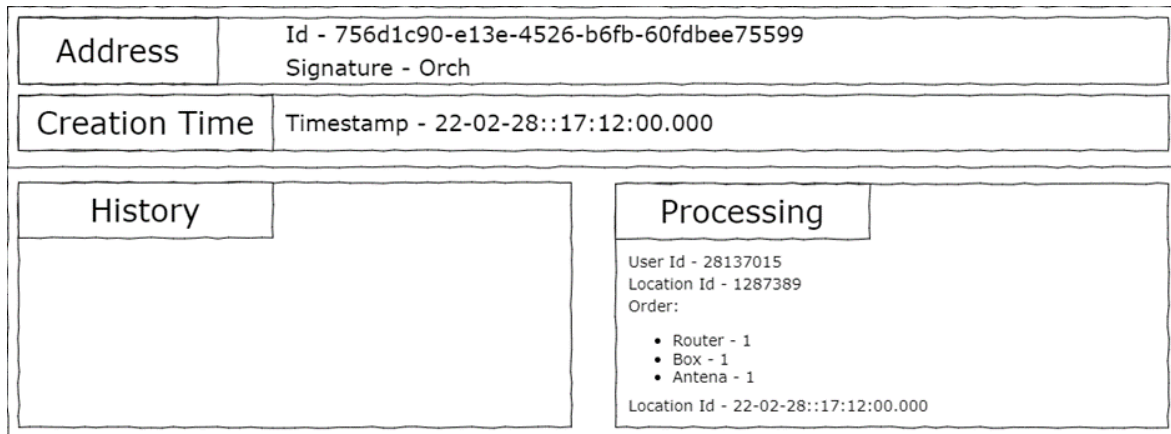 Address
Id - 756d1c90-e13e-4526-b6fb-60fdbee75599
Signature - Orch
Creation Time
Timestamp - 22-02-28::17:12:00.000
History
Processing
User Id - 28137015
Location Id - 1287389
Order:
• Router - 1
• Box - 1
• Antena - 1
Location Id - 22-02-28::17:12:00.000